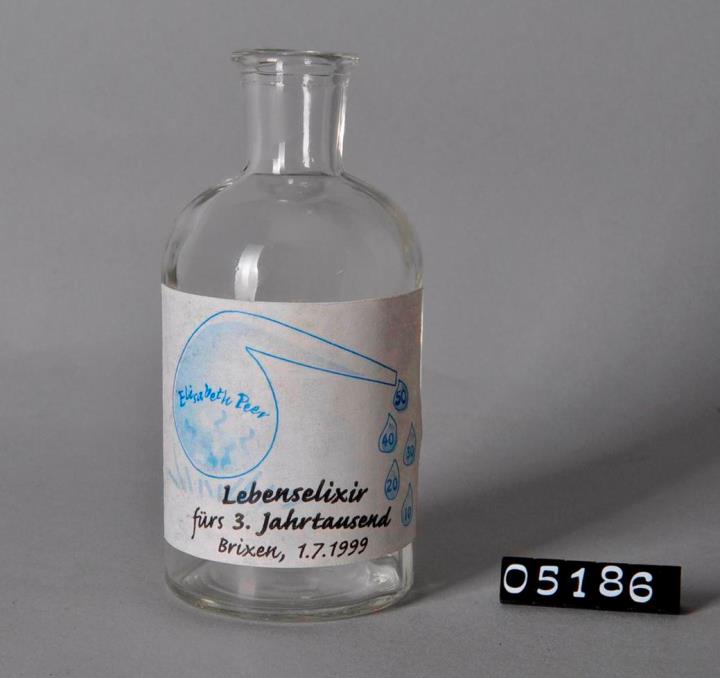 Elisabeth Peer
50
40
30
20
10
Lebenselixir
fürs 3. Jahrtausend
Brixen, 1.7.1999
05186